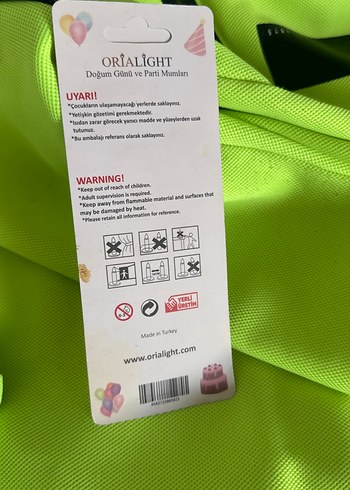 ORİALIGHT
Doğum Günü ve Parti Mumları
UYARI!
*Çocukların ulaşamayacağı yerlerde saklayınız.
*Yetişkin gözetimi gerekmektedir.
*Isıdan zarar görecek yanıcı madde ve yüzeylerden uzak
tutunuz.
*Bu ambalajı referans olarak saklayınız.
WARNING!
*Keep out of reach of children.
*Adult supervision is required.
*Keep away from flammable material and surfaces that
may be damaged by heat.
*Please retain all information for reference.
YERLİ
ÜRETİM
Made in Turkey
www.orialight.com